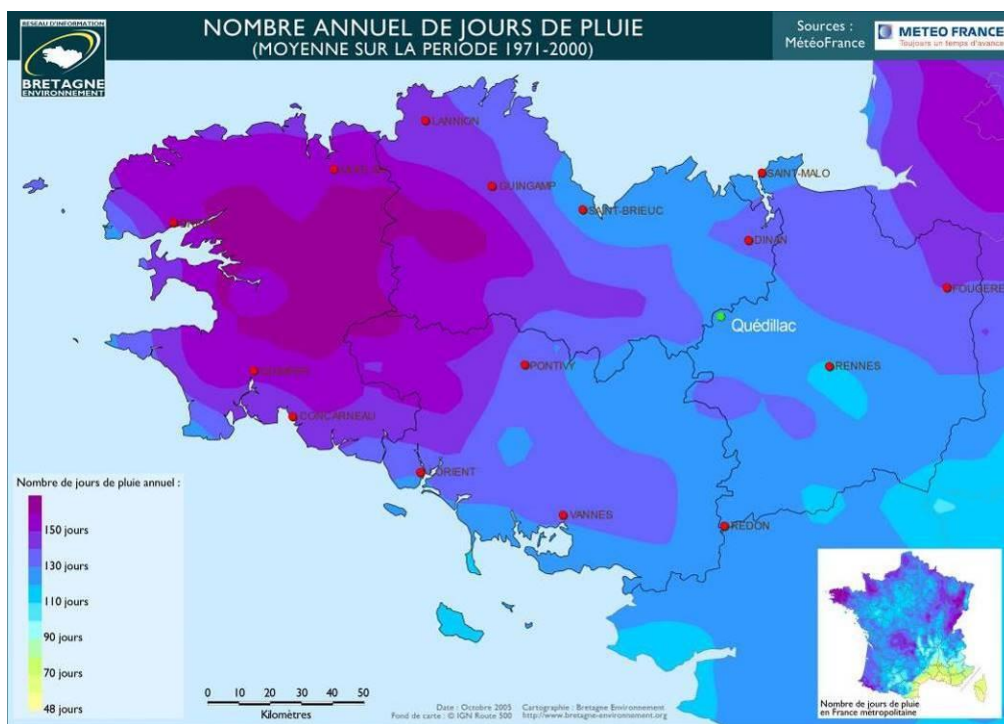 RESEAU D'INFORMATION
BRETAGNE
ENVIRONNEMENT
NOMBRE ANNUEL DE JOURS DE PLUIE
(MOYENNE SUR LA PERIODE 1971-2000)
Sources :
MétéoFrance
METEO FRANCE
Toujours un temps d'avance
LANNION
GUINGAMP
SAINT-MALO
SAINT-BRIEUC
DINAN
FOUGERE
Quédillac
PONTIVY
RENNES
CONCARNEAU
LORIENT
VANNES
REDON
Nombre de jours de pluie annuel :
150 jours
130 jours
110 jours
90 jours
70 jours
48 jours
0 10 20 30 40 50
Kilomètres
Date : Octobre 2005 Cartographie : Bretagne Environnement
Fond de carte : © IGN Route 500 http://www.bretagne-environnement.org
Nombre de jours de pluie
en France métropolitaine